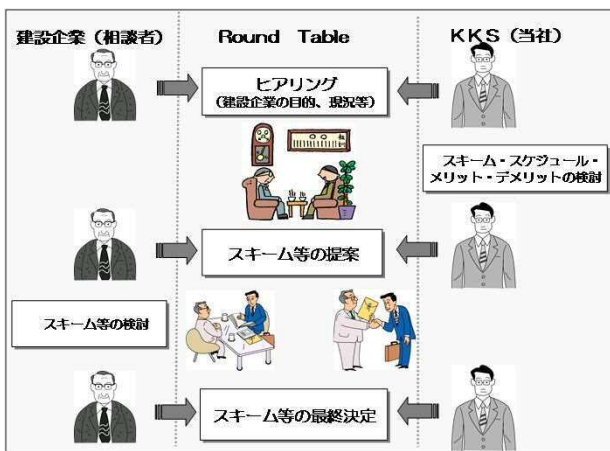 建設企業（相談者）
Round Table
KKS（当社）
ヒアリング
（建設企業の目的、現況等）
スキーム・スケジュール・
メリット・デメリットの検討
スキーム等の提案
スキーム等の検討
スキーム等の最終決定